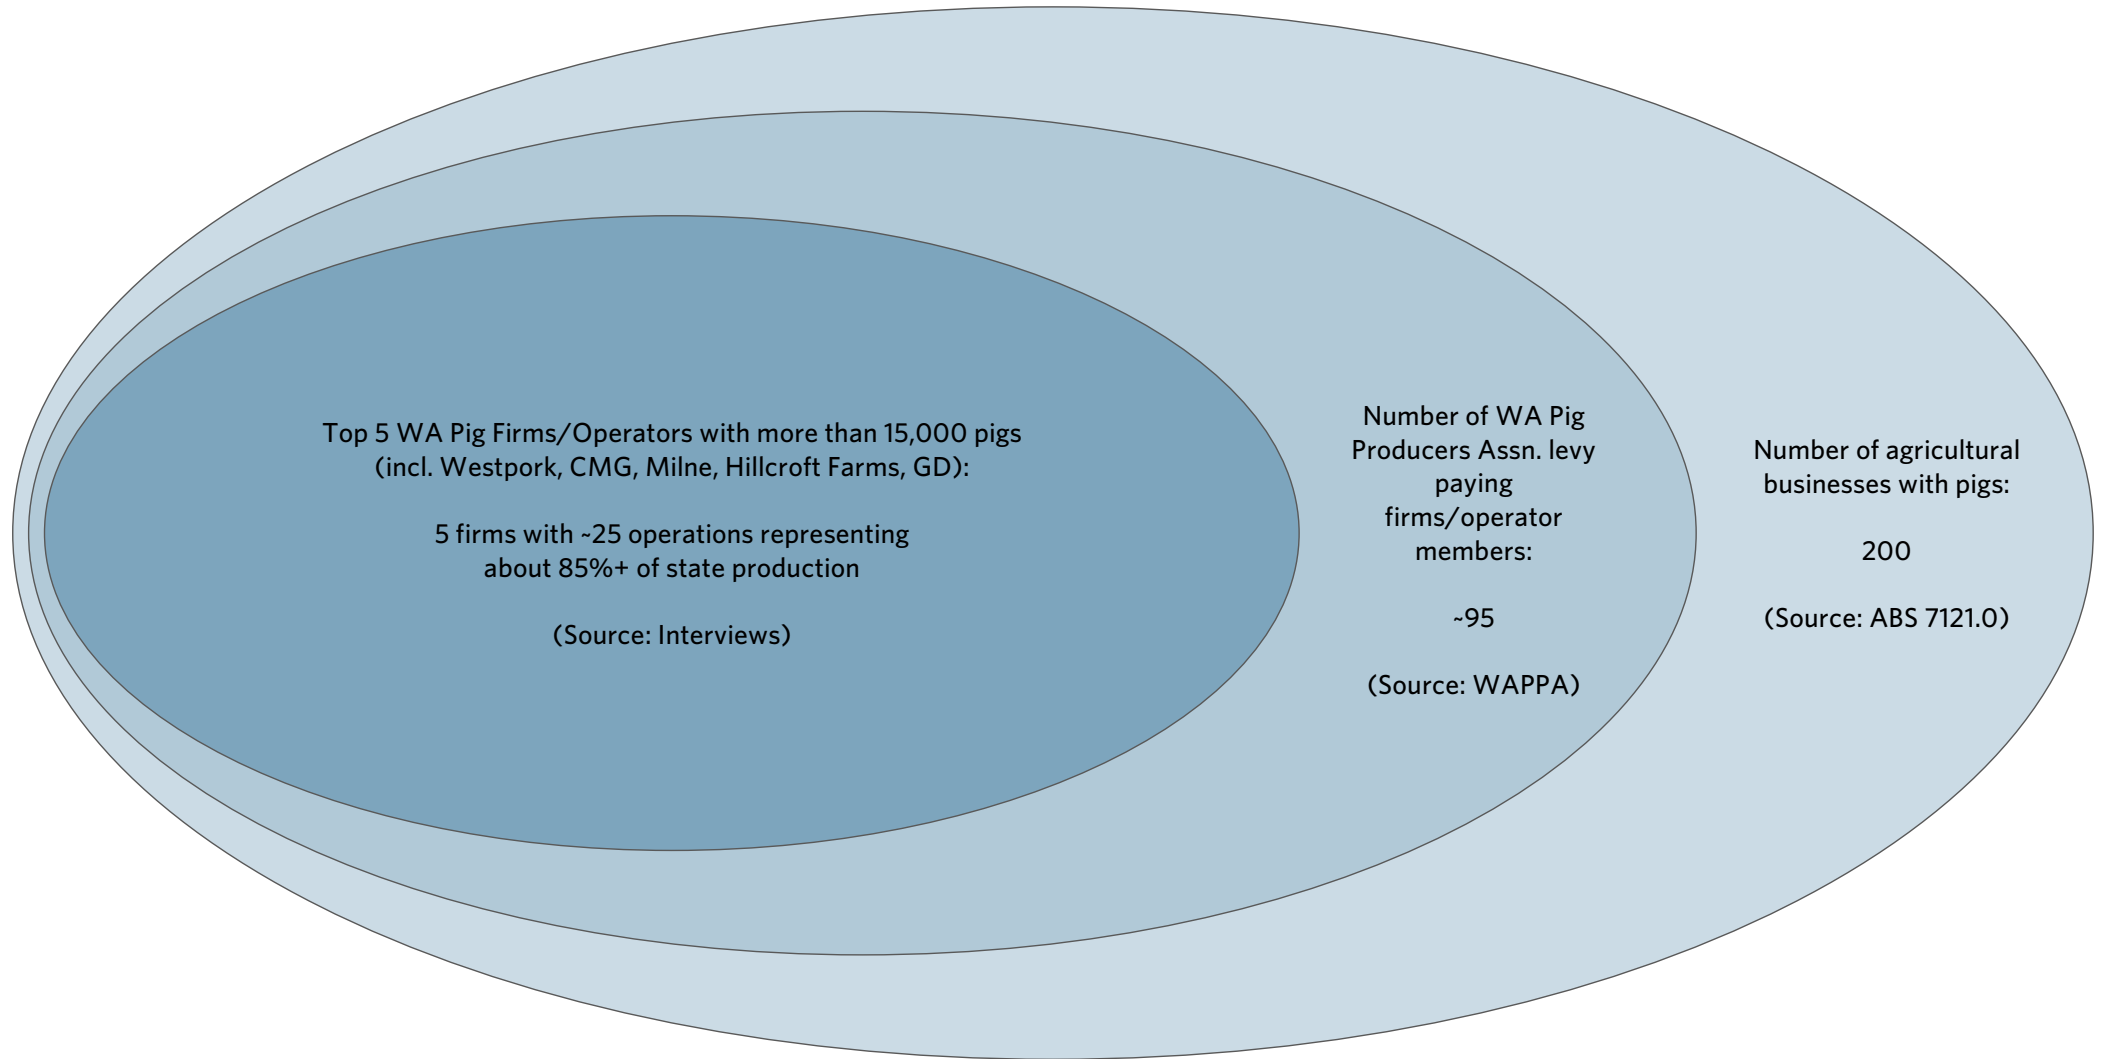 Top 5 WA Pig Firms/Operators with more than 15,000 pigs
(incl. Westpork, CMG, Milne, Hillcroft Farms, GD):
5 firms with ~25 operations representing
about 85%+ of state production
(Source: Interviews)
Number of WA Pig
Producers Assn. levy
paying
firms/operator
members:
~95
(Source: WAPPA)
Number of agricultural
businesses with pigs:
200
(Source: ABS 7121.0)